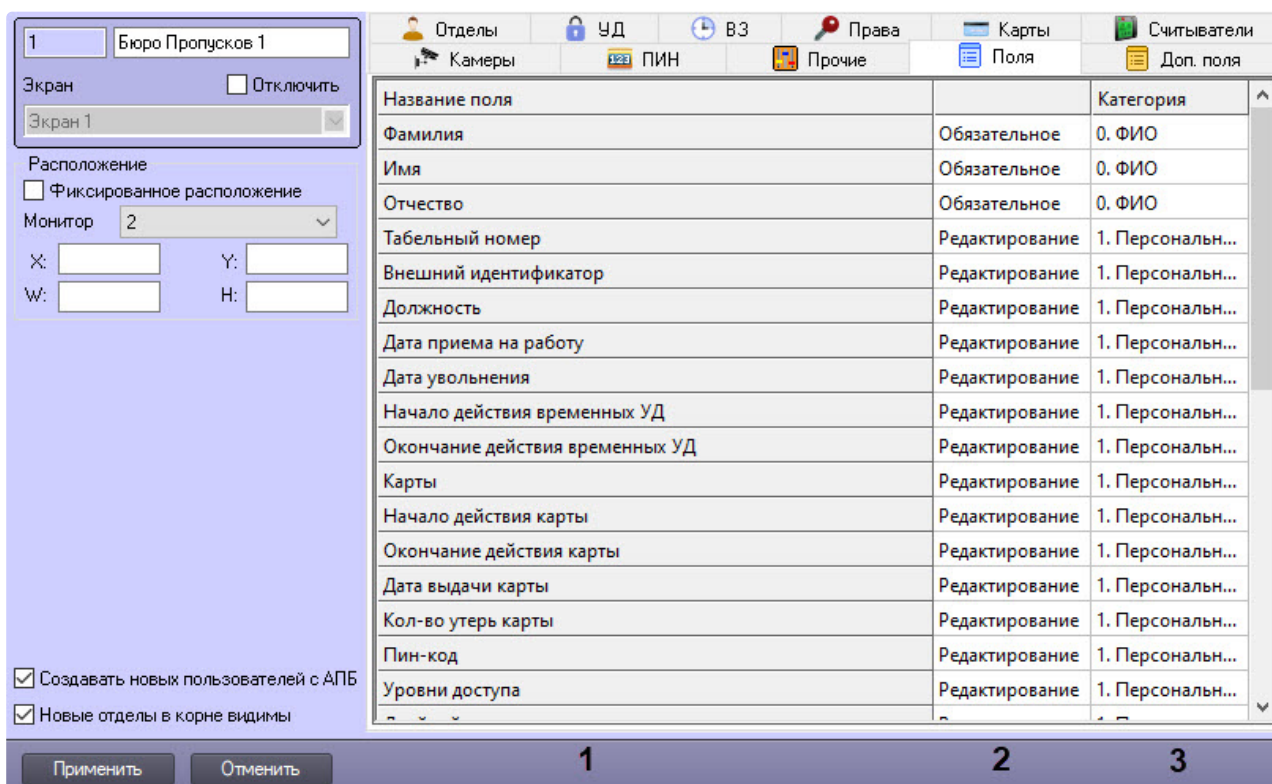 1 Бюро Пропусков 1
Экран Отключить
Экран 1
Расположение
Фиксированное расположение
Монитор 2
X: Y:
W: H:
Создавать новых пользователей с АПБ
Новые отделы в корне видимы
Применить Отменить
Отделы УД ВЗ Права Карты Считыватели
Камеры 123 ПИН Прочие Поля Доп. поля
Название поля Категория
Фамилия Обязательное 0. ФИО
Имя Обязательное 0. ФИО
Отчество Обязательное 0. ФИО
Табельный номер Редактирование 1. Персональн...
Внешний идентификатор Редактирование 1. Персональн...
Должность Редактирование 1. Персональн...
Дата приема на работу Редактирование 1. Персональн...
Дата увольнения Редактирование 1. Персональн...
Начало действия временных УД Редактирование 1. Персональн...
Окончание действия временных УД Редактирование 1. Персональн...
Карты Редактирование 1. Персональн...
Начало действия карты Редактирование 1. Персональн...
Окончание действия карты Редактирование 1. Персональн...
Дата выдачи карты Редактирование 1. Персональн...
Кол-во утерь карты Редактирование 1. Персональн...
Пин-код Редактирование 1. Персональн...
Уровни доступа Редактирование 1. Персональн...
1 2 3